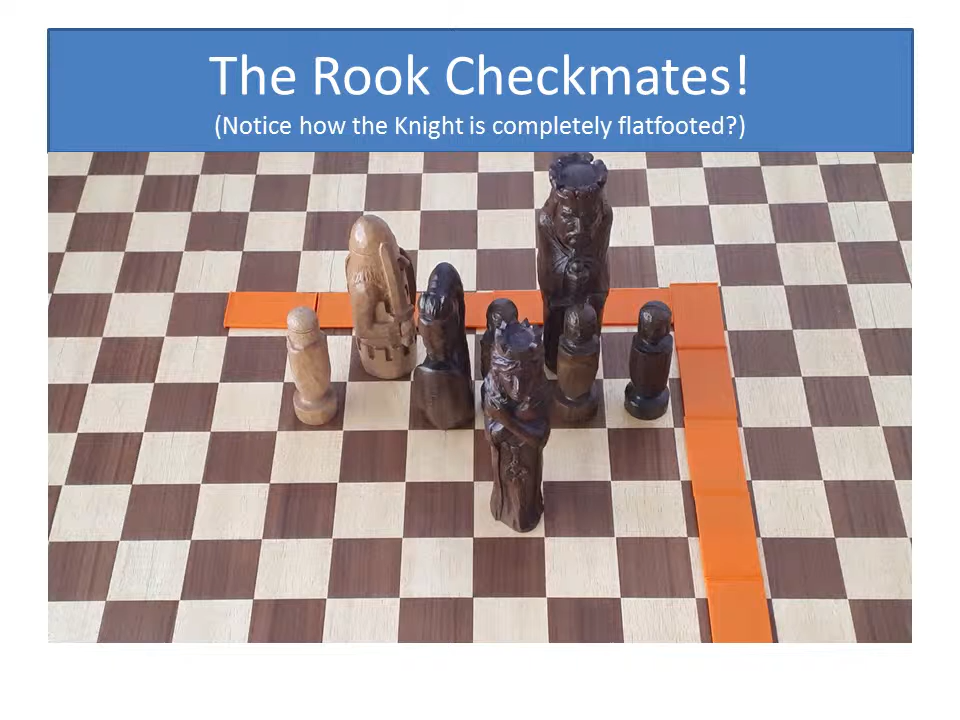 The Rook Checkmates!
(Notice how the Knight is completely flatfooted?)